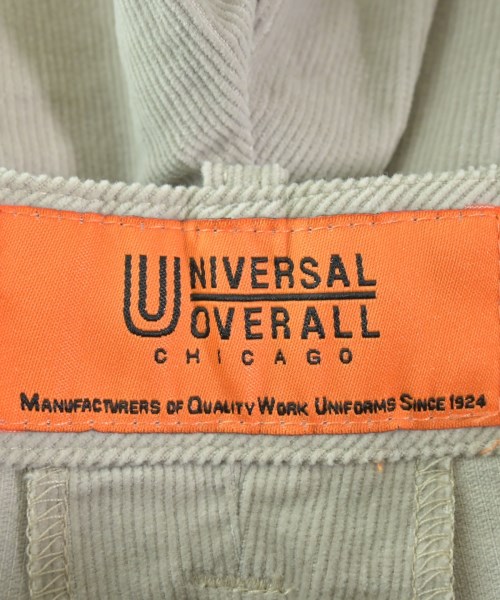 UNIVERSAL
OVERALL
CHICAGO
MANUFACTURERS OF QUALITY WORK UNIFORMS SINCE 1924